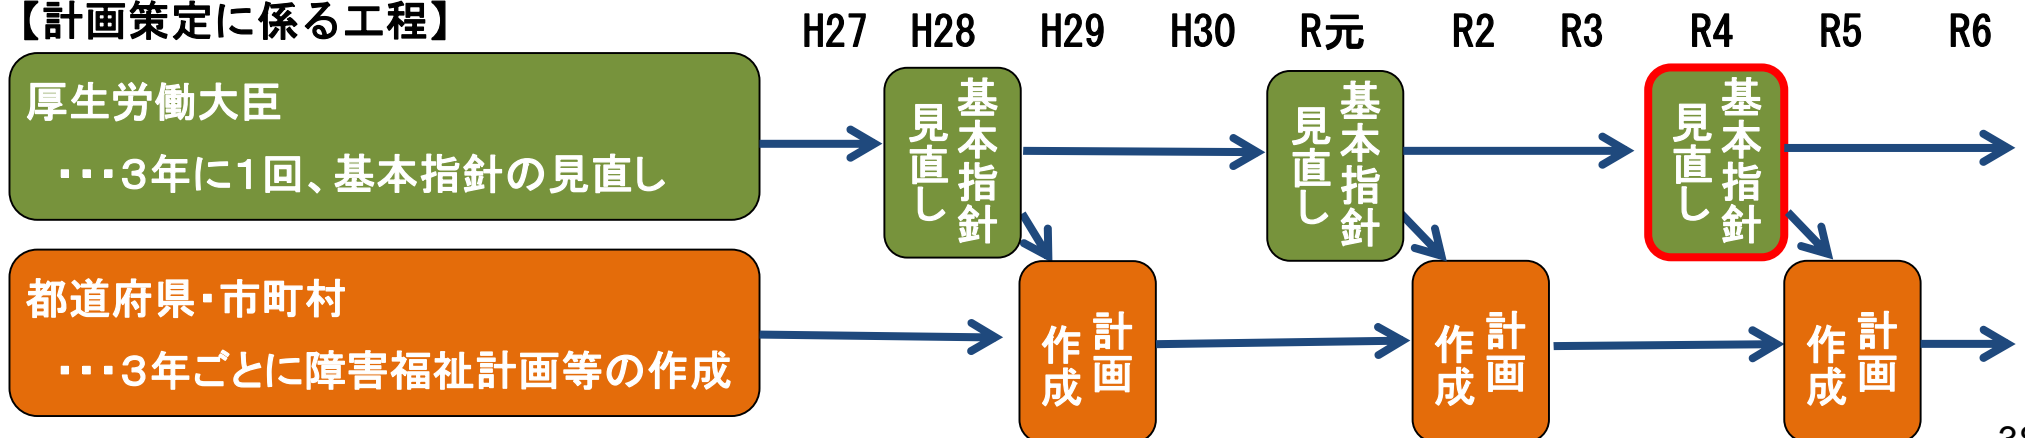 【計画策定に係る工程】
H27 H28 H29 H30 R元 R2 R3 R4 R5 R6
厚生労働大臣
・・・３年に１回、基本指針の見直し
基本指針
見直し
基本指針
見直し
基本指針
見直し
都道府県・市町村
・・・３年ごとに障害福祉計画等の作成
計画
作成
計画
作成
計画
作成